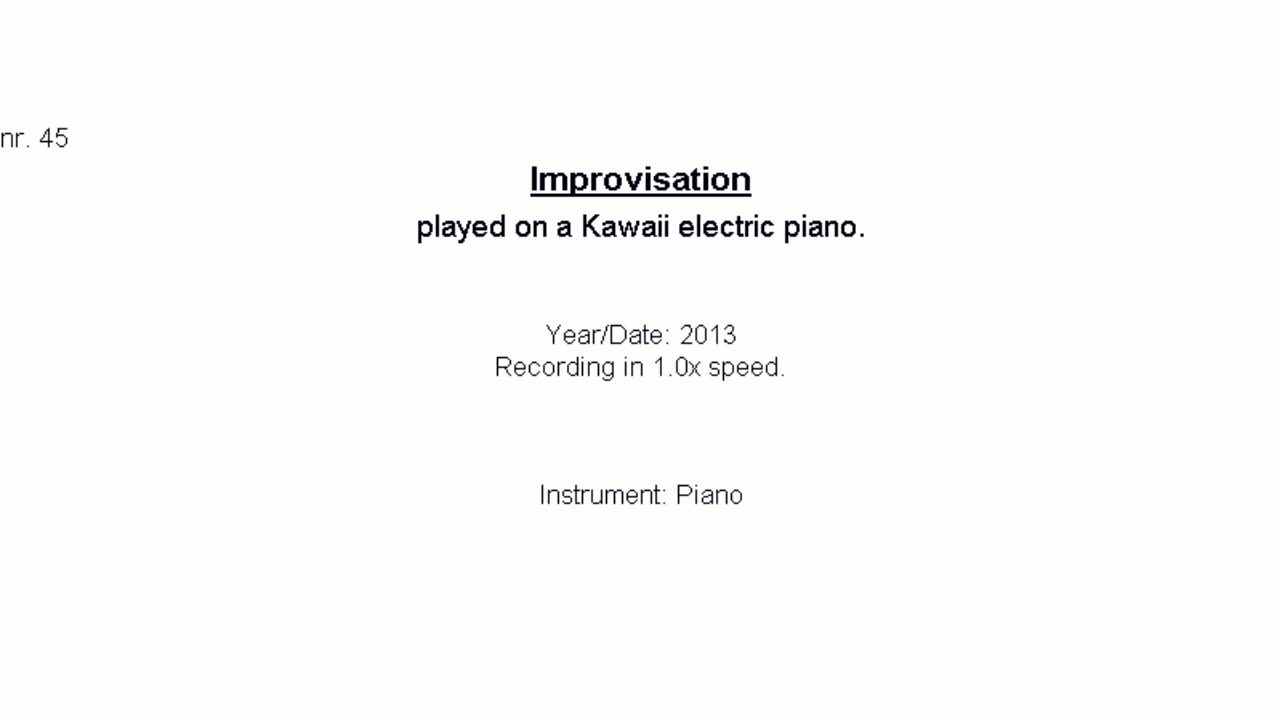 nr. 45
Improvisation
played on a Kawaii electric piano.
Year/Date: 2013
Recording in 1.0x speed.
Instrument: Piano